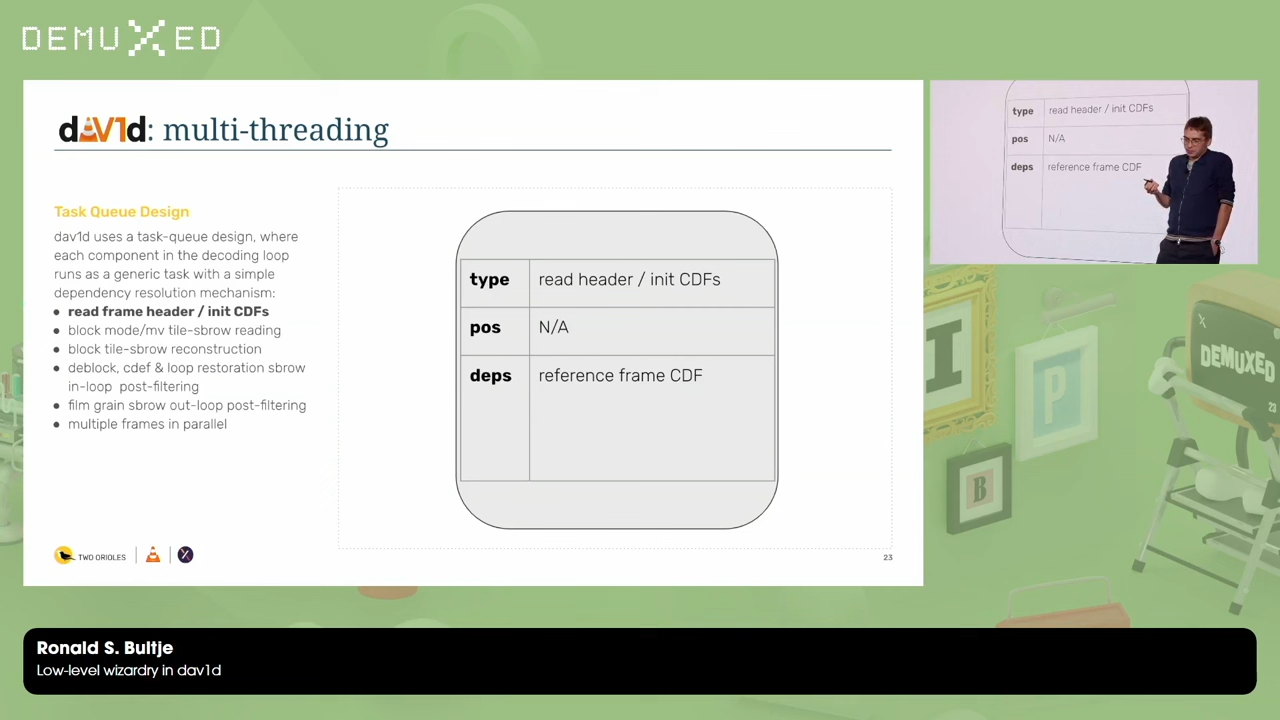 DEMUXED
dav1d: multi-threading
Task Queue Design
dav1d uses a task-queue design, where
each component in the decoding loop
runs as a generic task with a simple
dependency resolution mechanism:
read frame header / init CDFs
block mode/mv tile-sbrow reading
block tile-sbrow reconstruction
deblock, cdef & loop restoration sbrow
in-loop post-filtering
film grain sbrow out-loop post-filtering
multiple frames in parallel
type read header / init CDFs
pos N/A
deps reference frame CDF
TWO ORIOLES
23
type read header / init CDFs
pos N/A
deps reference frame CDF
I
P
B
DEMUXED
23
Ronald S. Bultje
Low-level wizardry in dav1d